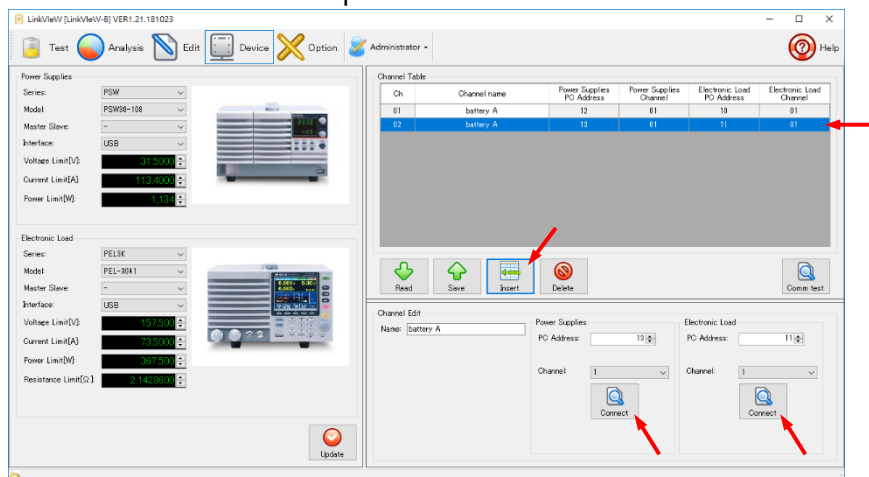 LinkVIeW [LinkVIeW-B] VER1.21.181023
Test Analysis Edit Device Option Administrator Help
Power Supplies
Series: PSW
Model: PSW30-108
Master Slave: -
Interface: USB
Voltage Limit[V]: 31.5000
Current Limit[A] 113.4000
Power Limit[W]: 1,134
Electronic Load
Series: PEL3K
Model: PEL-3041
Master Slave: -
Interface: USB
Voltage Limit[V]: 157.500
Current Limit[A] 73.5000
Power Limit[W]: 367.500
Resistance Limit[Ω]: 2.1428600
Update
Channel Table
Ch Channel name Power Supplies PC Address Power Supplies Channel Electronic Load PC Address Electronic Load Channel
01 battery A 12 01 10 01
02 battery A 13 01 11 01
Read Save Insert Delete Comm test
Channel Edit
Name: battery A
Power Supplies
PC Address: 13
Channel: 1
Connect
Electronic Load
PC Address: 11
Channel: 1
Connect